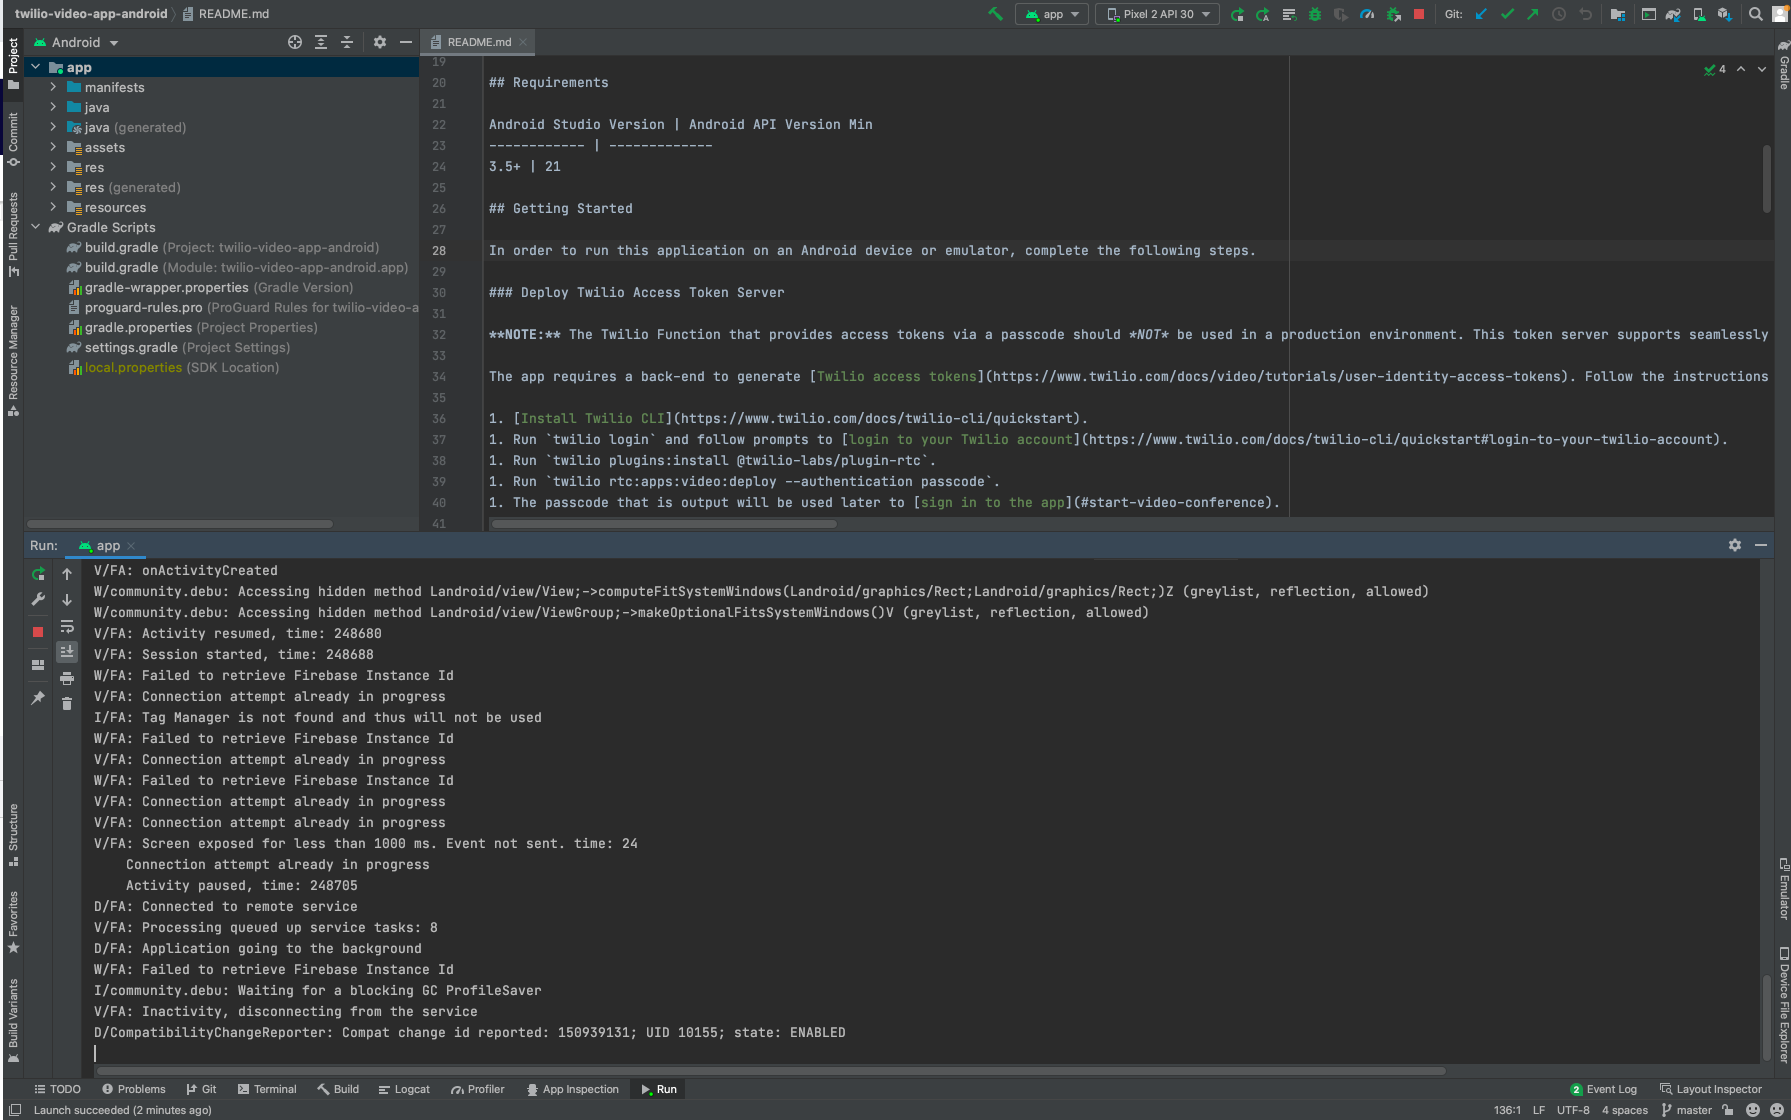 twilio-video-app-android README.md app Pixel 2 API 30 Git:
Android
README.md
Project
Commit
Pull Requests
Resource Manager
Structure
Favorites
Build Variants
app
manifests
java
java (generated)
assets
res
res (generated)
resources
Gradle Scripts
build.gradle (Project: twilio-video-app-android)
build.gradle (Module: twilio-video-app-android.app)
gradle-wrapper.properties (Gradle Version)
proguard-rules.pro (ProGuard Rules for twilio-video-a
gradle.properties (Project Properties)
settings.gradle (Project Settings)
local.properties (SDK Location)
4
19
20 ## Requirements
21
22 Android Studio Version | Android API Version Min
23 ------------ | -------------
24 3.5+ | 21
25
26 ## Getting Started
27
28 In order to run this application on an Android device or emulator, complete the following steps.
29
30 ### Deploy Twilio Access Token Server
31
32 **NOTE:** The Twilio Function that provides access tokens via a passcode should *NOT* be used in a production environment. This token server supports seamlessly
33
34 The app requires a back-end to generate [Twilio access tokens](https://www.twilio.com/docs/video/tutorials/user-identity-access-tokens). Follow the instructions
35
36 1. [Install Twilio CLI](https://www.twilio.com/docs/twilio-cli/quickstart).
37 1. Run `twilio login` and follow prompts to [login to your Twilio account](https://www.twilio.com/docs/twilio-cli/quickstart#login-to-your-twilio-account).
38 1. Run `twilio plugins:install @twilio-labs/plugin-rtc`.
39 1. Run `twilio rtc:apps:video:deploy --authentication passcode`.
40 1. The passcode that is output will be used later to [sign in to the app](#start-video-conference).
41
Gradle
Emulator
Device File Explorer
Run: app
V/FA: onActivityCreated
W/community.debu: Accessing hidden method Landroid/view/View;->computeFitSystemWindows(Landroid/graphics/Rect;Landroid/graphics/Rect;)Z (greylist, reflection, allowed)
W/community.debu: Accessing hidden method Landroid/view/ViewGroup;->makeOptionalFitsSystemWindows()V (greylist, reflection, allowed)
V/FA: Activity resumed, time: 248680
V/FA: Session started, time: 248688
W/FA: Failed to retrieve Firebase Instance Id
V/FA: Connection attempt already in progress
I/FA: Tag Manager is not found and thus will not be used
W/FA: Failed to retrieve Firebase Instance Id
V/FA: Connection attempt already in progress
W/FA: Failed to retrieve Firebase Instance Id
V/FA: Connection attempt already in progress
V/FA: Connection attempt already in progress
V/FA: Screen exposed for less than 1000 ms. Event not sent. time: 24
Connection attempt already in progress
Activity paused, time: 248705
D/FA: Connected to remote service
V/FA: Processing queued up service tasks: 8
D/FA: Application going to the background
W/FA: Failed to retrieve Firebase Instance Id
I/community.debu: Waiting for a blocking GC ProfileSaver
V/FA: Inactivity, disconnecting from the service
D/CompatibilityChangeReporter: Compat change id reported: 150939131; UID 10155; state: ENABLED
TODO Problems Git Terminal Build Logcat Profiler App Inspection Run 2 Event Log Layout Inspector
Launch succeeded (2 minutes ago) 136:1 LF UTF-8 4 spaces master